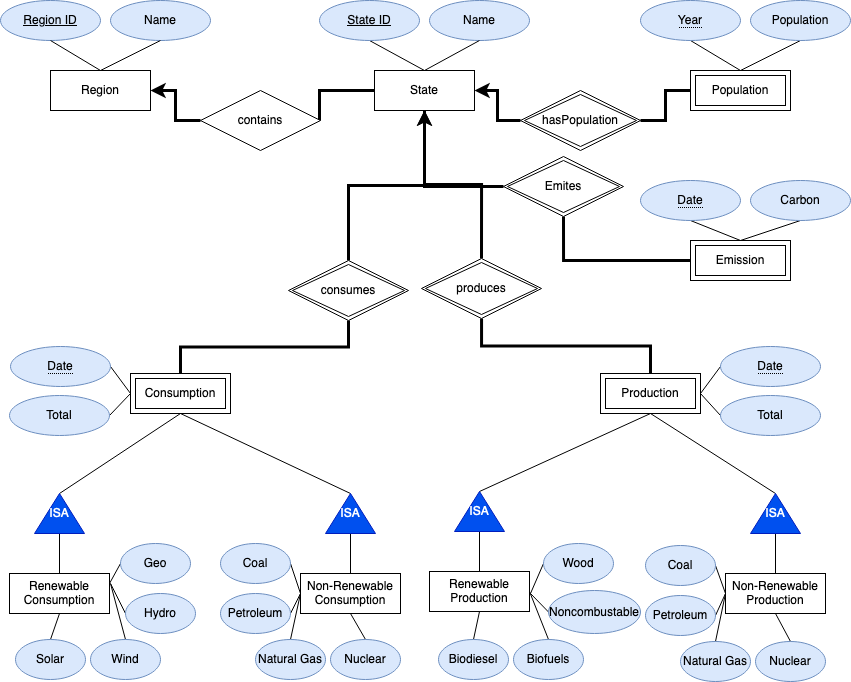 Region ID
Name
State ID
Name
Year
Population
Region
State
Population
contains
hasPopulation
Emites
Date
Carbon
Emission
consumes
produces
Date
Total
Consumption
Production
Date
Total
ISA
ISA
ISA
ISA
Geo
Hydro
Renewable
Consumption
Solar
Wind
Coal
Petroleum
Non-Renewable
Consumption
Natural Gas
Nuclear
Wood
Noncombustable
Renewable
Production
Biodiesel
Biofuels
Coal
Petroleum
Non-Renewable
Production
Natural Gas
Nuclear